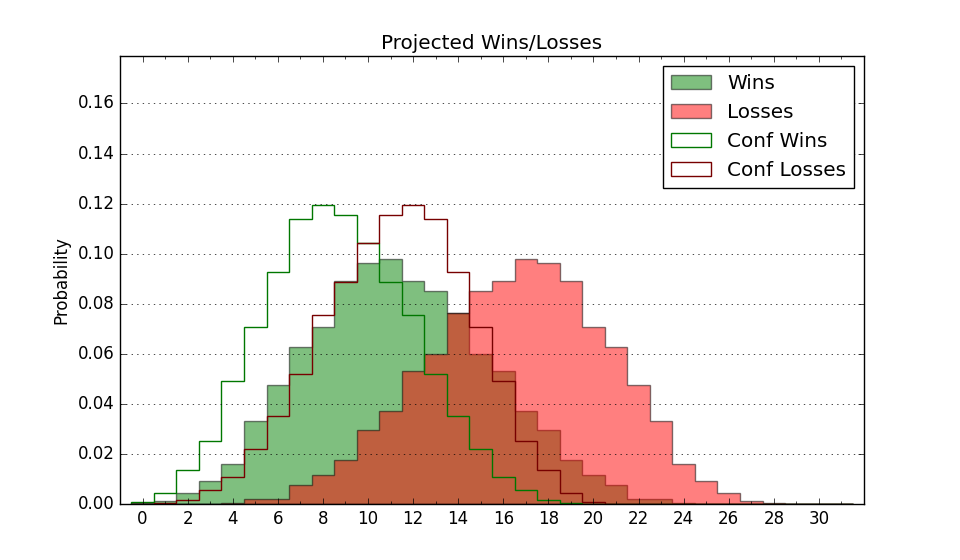 Projected Wins/Losses
Wins
Losses
Conf Wins
Conf Losses
Probability
0.16
0.14
0.12
0.10
0.08
0.06
0.04
0.02
0.00
0 2 4 6 8 10 12 14 16 18 20 22 24 26 28 30